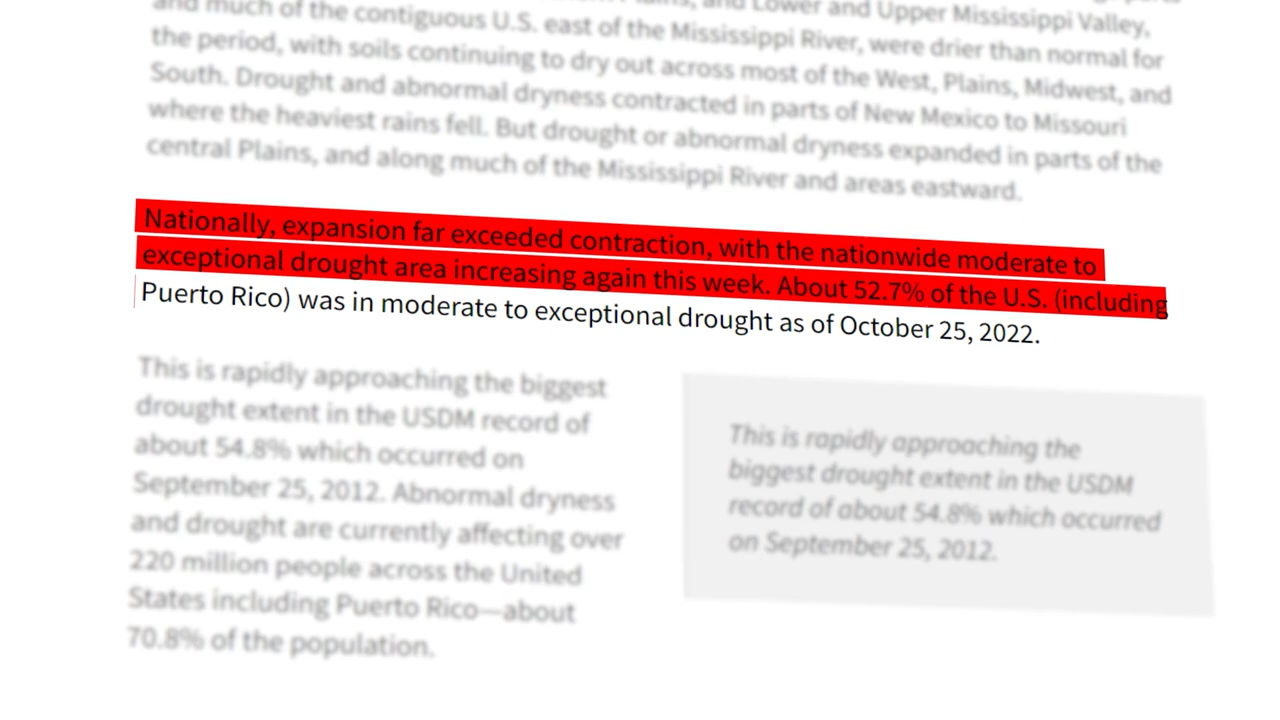 and much of the contiguous U.S. east of the Mississippi River, were drier than normal for
the period, with soils continuing to dry out across most of the West, Plains, Midwest, and
South. Drought and abnormal dryness contracted in parts of New Mexico to Missouri
where the heaviest rains fell. But drought or abnormal dryness expanded in parts of the
central Plains, and along much of the Mississippi River and areas eastward.
Nationally, expansion far exceeded contraction, with the nationwide moderate to
exceptional drought area increasing again this week. About 52.7% of the U.S. (including
Puerto Rico) was in moderate to exceptional drought as of October 25, 2022.
This is rapidly approaching the biggest
drought extent in the USDM record of
about 54.8% which occurred on
September 25, 2012. Abnormal dryness
and drought are currently affecting over
220 million people across the United
States including Puerto Rico—about
70.8% of the population.
This is rapidly approaching the
biggest drought extent in the USDM
record of about 54.8% which occurred
on September 25, 2012.